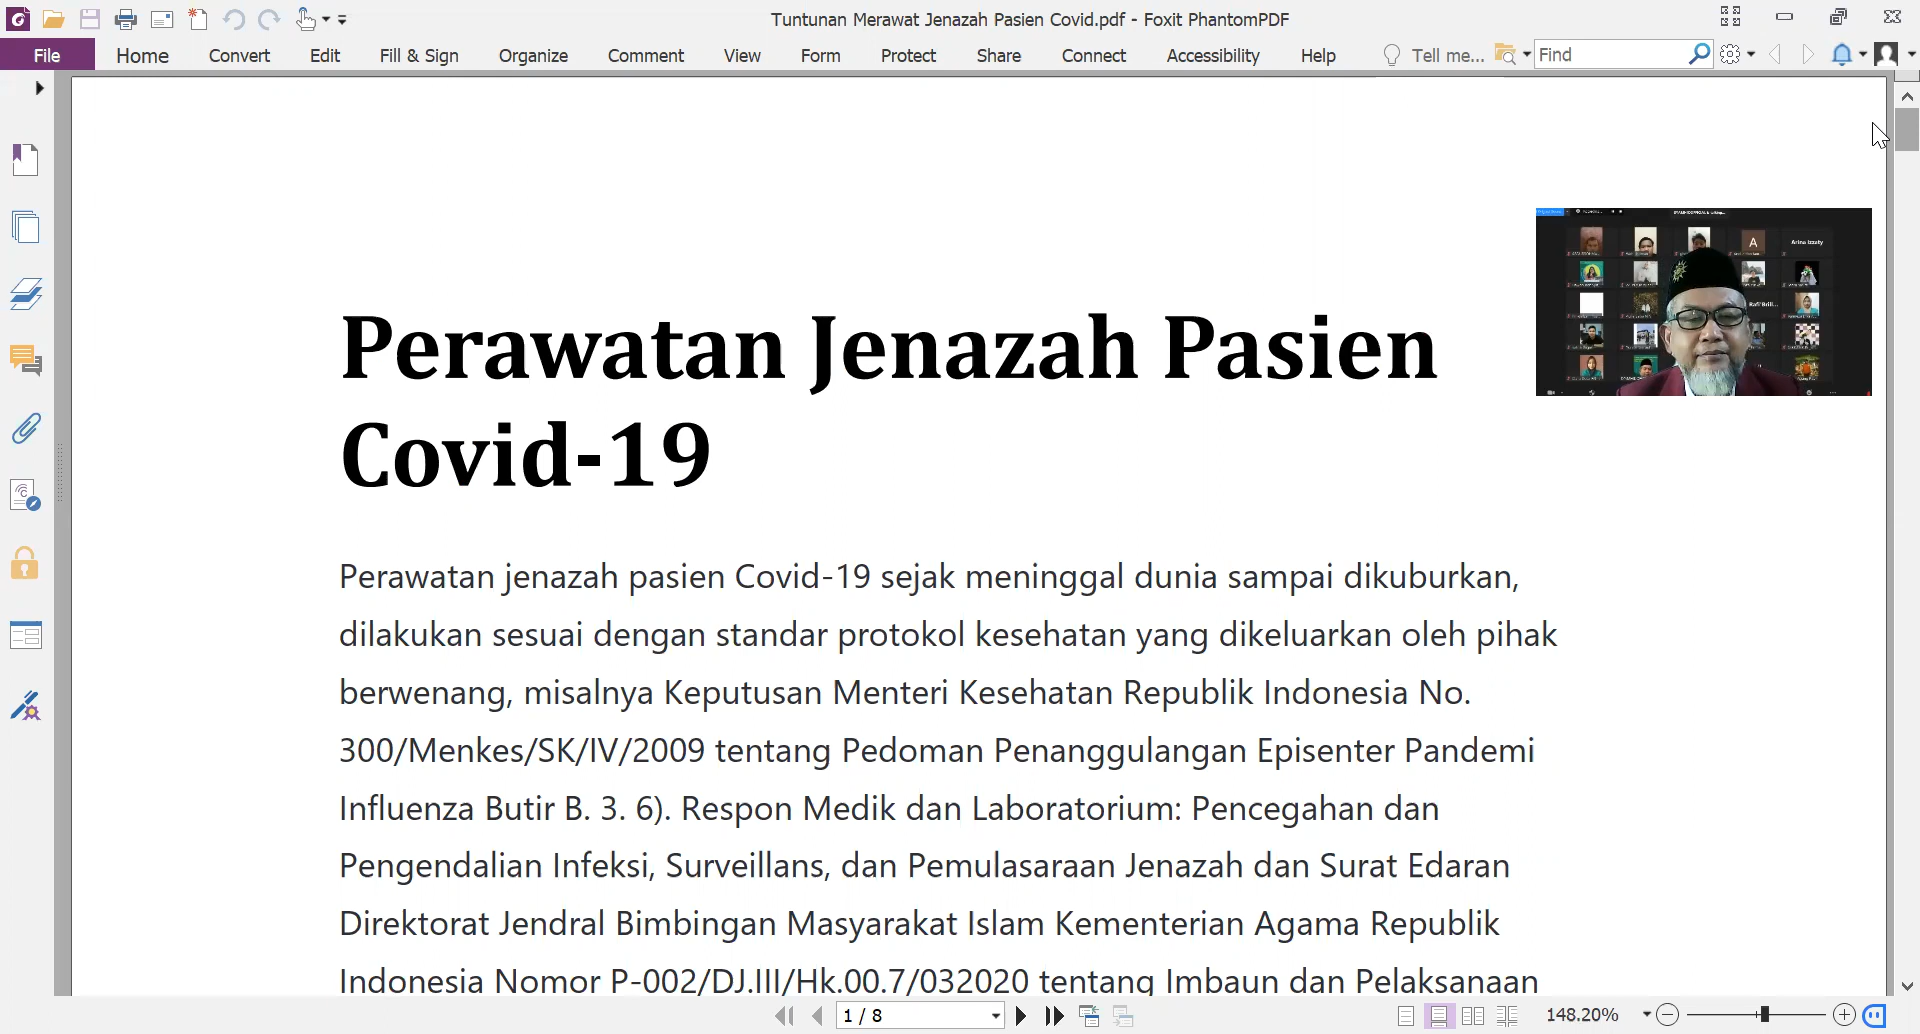 Tuntunan Merawat Jenazah Pasien Covid.pdf - Foxit PhantomPDF
File Home Convert Edit Fill & Sign Organize Comment View Form Protect Share Connect Accessibility Help Tell me... Find
A
Arina Izzaty
Perawatan Jenazah Pasien
Covid-19
Perawatan jenazah pasien Covid-19 sejak meninggal dunia sampai dikuburkan,
dilakukan sesuai dengan standar protokol kesehatan yang dikeluarkan oleh pihak
berwenang, misalnya Keputusan Menteri Kesehatan Republik Indonesia No.
300/Menkes/SK/IV/2009 tentang Pedoman Penanggulangan Episenter Pandemi
Influenza Butir B. 3. 6). Respon Medik dan Laboratorium: Pencegahan dan
Pengendalian Infeksi, Surveillans, dan Pemulasaraan Jenazah dan Surat Edaran
Direktorat Jendral Bimbingan Masyarakat Islam Kementerian Agama Republik
Indonesia Nomor P-002/DJ.III/Hk.00.7/032020 tentang Imbaun dan Pelaksanaan
1 / 8
148.20%